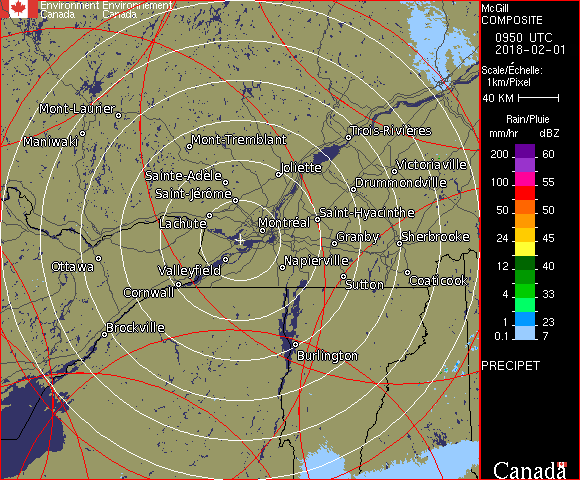 Environment Environnement
Canada Canada
McGill
COMPOSITE
0950 UTC
2018-02-01
Scale/Échelle:
1km/Pixel
40 KM
Rain/Pluie
mm/hr dBZ
200 60
150 57
100 55
50 50
24 45
12 40
4 33
1 23
0.1 7
PRECIPET
Canada
Mont-Laurier
Maniwaki
Mont-Tremblant
Trois-Rivières
Sainte-Adèle
Joliette
Victoriaville
Saint-Jérôme
Drummondville
Lachute
Montréal
Saint-Hyacinthe
Granby
Sherbrooke
Ottawa
Valleyfield
Napierville
Cornwall
Sutton
Coaticook
Brockville
Burlington